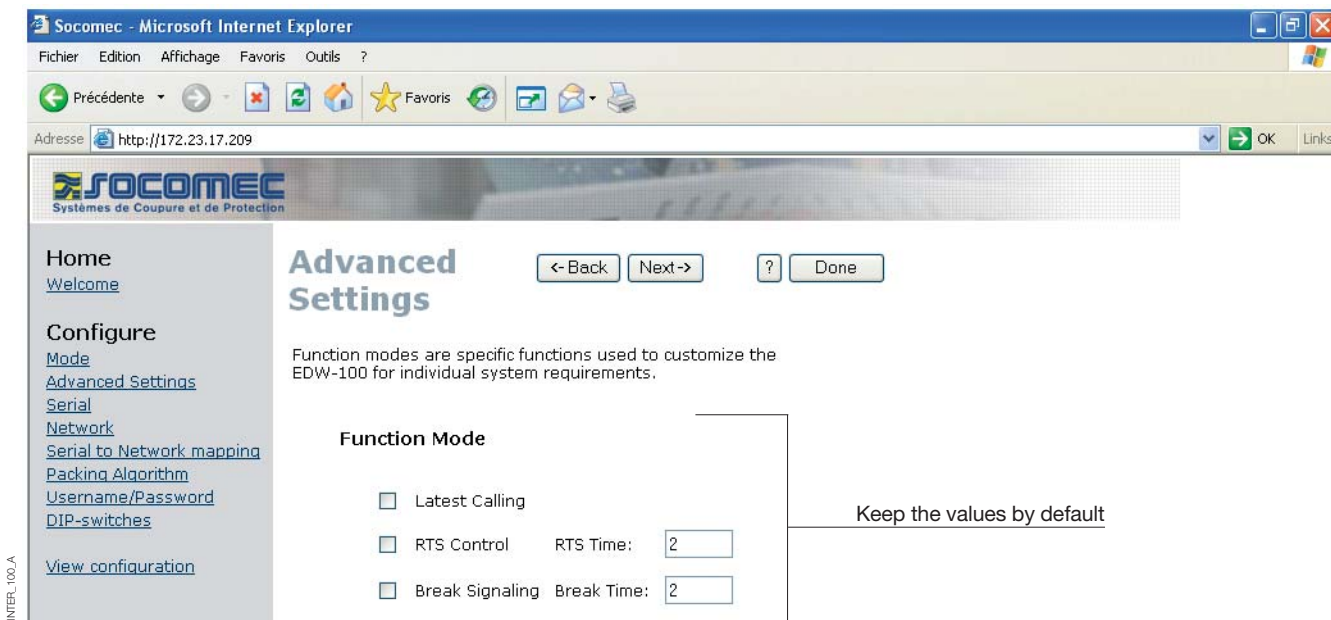 Socomec - Microsoft Internet Explorer
Fichier Edition Affichage Favoris Outils ?
Précédente Favoris
Adresse http://172.23.17.209 OK Links
SOCOMEC
Systèmes de Coupure et de Protection
Home
Welcome
Configure
Mode
Advanced Settings
Serial
Network
Serial to Network mapping
Packing Algorithm
Username/Password
DIP-switches
View configuration
Advanced
Settings
<- Back Next -> ? Done
Function modes are specific functions used to customize the
EDW-100 for individual system requirements.
Function Mode
Latest Calling
RTS Control RTS Time: 2
Break Signaling Break Time: 2
Keep the values by default
INTER_100_A